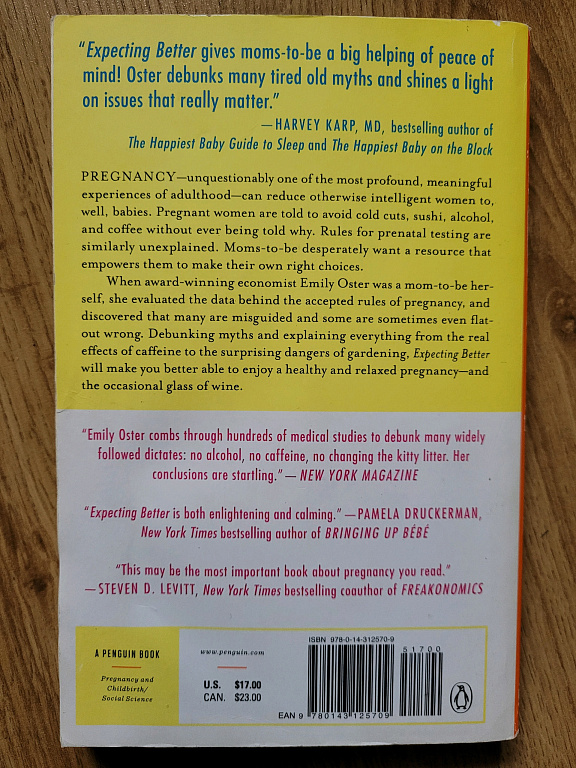 “Expecting Better gives moms-to-be a big helping of peace of
mind! Oster debunks many tired old myths and shines a light
on issues that really matter.”
—HARVEY KARP, MD, bestselling author of
The Happiest Baby Guide to Sleep and The Happiest Baby on the Block
PREGNANCY—unquestionably one of the most profound, meaningful
experiences of adulthood—can reduce otherwise intelligent women to,
well, babies. Pregnant women are told to avoid cold cuts, sushi, alcohol,
and coffee without ever being told why. Rules for prenatal testing are
similarly unexplained. Moms-to-be desperately want a resource that
empowers them to make their own right choices.
When award-winning economist Emily Oster was a mom-to-be her-
self, she evaluated the data behind the accepted rules of pregnancy, and
discovered that many are misguided and some are sometimes even flat-
out wrong. Debunking myths and explaining everything from the real
effects of caffeine to the surprising dangers of gardening, Expecting Better
will make you better able to enjoy a healthy and relaxed pregnancy—and
the occasional glass of wine.
“Emily Oster combs through hundreds of medical studies to debunk many widely
followed dictates: no alcohol, no caffeine, no changing the kitty litter. Her
conclusions are startling.” —NEW YORK MAGAZINE
“Expecting Better is both enlightening and calming.” —PAMELA DRUCKERMAN,
New York Times bestselling author of BRINGING UP BÉBÉ
“This may be the most important book about pregnancy you read.”
—STEVEN D. LEVITT, New York Times bestselling coauthor of FREAKONOMICS
A PENGUIN BOOK
Pregnancy and
Childbirth/
Social Science
www.penguin.com
U.S. $17.00
CAN. $23.00
ISBN 978-0-14-312570-9
51700
EAN 9 780143 125709